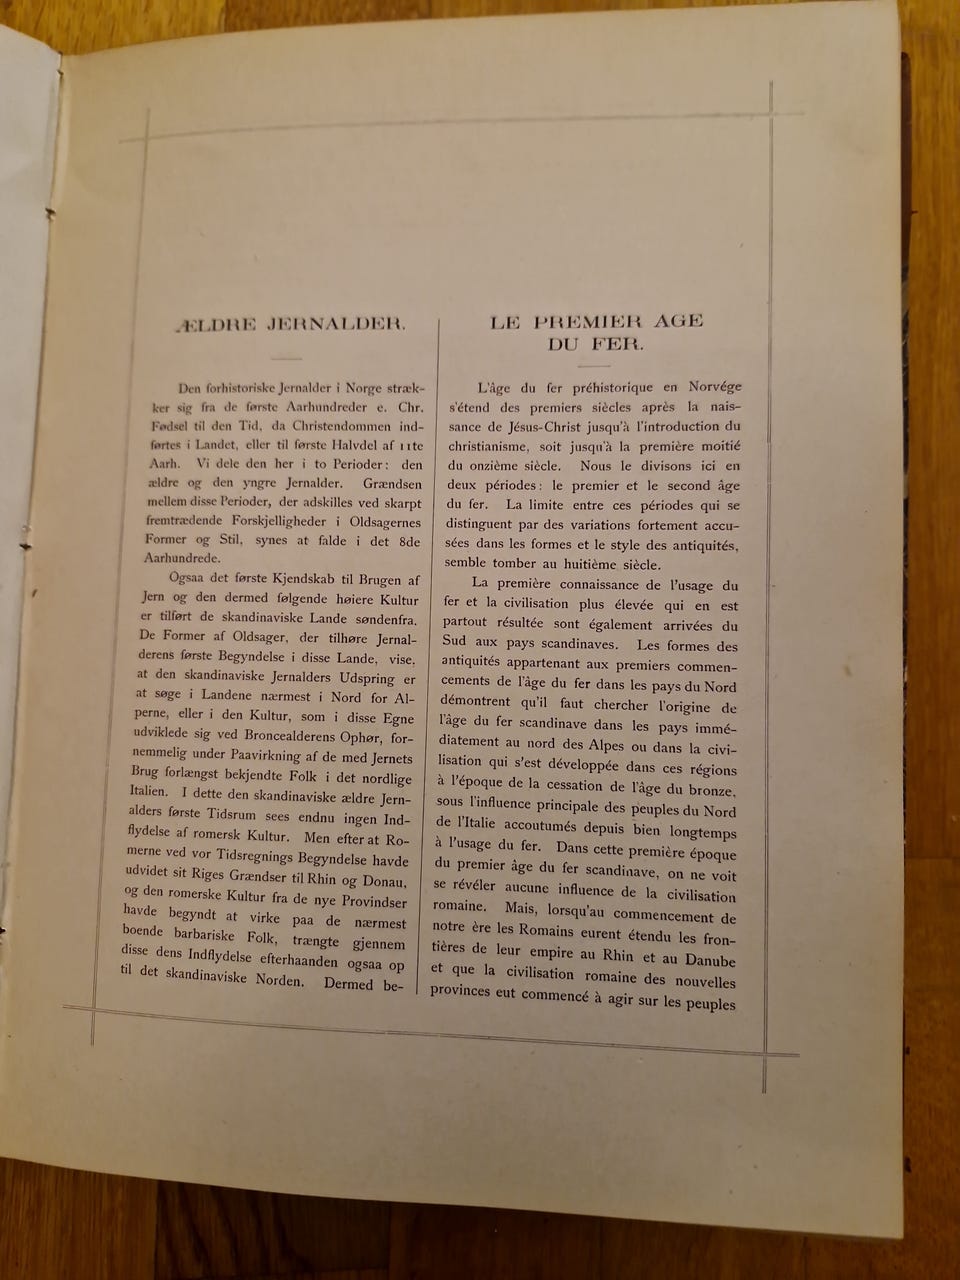 ÆLDRE JERNALDER.
Den forhistoriske Jernalder i Norge stræk-
ker sig fra de første Aarhundreder e. Chr.
Fødsel til den Tid, da Christendommen ind-
førtes i Landet, eller til første Halvdel af 11te
Aarh. Vi dele den her i to Perioder: den
ældre og den yngre Jernalder. Grændsen
mellem disse Perioder, der adskilles ved skarpt
fremtrædende Forskjelligheder i Oldsagernes
Former og Stil, synes at falde i det 8de
Aarhundrede.
Ogsaa det første Kjendskab til Brugen af
Jern og den dermed følgende høiere Kultur
er tilført de skandinaviske Lande søndenfra.
De Former af Oldsager, der tilhøre Jernal-
derens første Begyndelse i disse Lande, vise,
at den skandinaviske Jernalders Udspring er
at søge i Landene nærmest i Nord for Al-
perne, eller i den Kultur, som i disse Egne
udviklede sig ved Broncealderens Ophør, for-
nemmelig under Paavirkning af de med Jernets
Brug forlængst bekjendte Folk i det nordlige
Italien. I dette den skandinaviske ældre Jern-
alders første Tidsrum sees endnu ingen Ind-
flydelse af romersk Kultur. Men efter at Ro-
merne ved vor Tidsregnings Begyndelse havde
udvidet sit Riges Grændser til Rhin og Donau,
og den romerske Kultur fra de nye Provindser
havde begyndt at virke paa de nærmest
boende barbariske Folk, trængte gjennem
disse dens Indflydelse efterhaanden ogsaa op
til det skandinaviske Norden. Dermed be-
LE PREMIER AGE
DU FER.
L'âge du fer préhistorique en Norvége
s'étend des premiers siècles après la nais-
sance de Jésus-Christ jusqu'à l'introduction du
christianisme, soit jusqu'à la première moitié
du onzième siècle. Nous le divisons ici en
deux périodes: le premier et le second âge
du fer. La limite entre ces périodes qui se
distinguent par des variations fortement accu-
sées dans les formes et le style des antiquités,
semble tomber au huitième siècle.
La première connaissance de l'usage du
fer et la civilisation plus élevée qui en est
partout résultée sont également arrivées du
Sud aux pays scandinaves. Les formes des
antiquités appartenant aux premiers commen-
cements de l'âge du fer dans les pays du Nord
démontrent qu'il faut chercher l'origine de
l'âge du fer scandinave dans les pays immé-
diatement au nord des Alpes ou dans la civi-
lisation qui s'est développée dans ces régions
à l'époque de la cessation de l'âge du bronze,
sous l'influence principale des peuples du Nord
de l'Italie accoutumés depuis bien longtemps
à l'usage du fer. Dans cette première époque
du premier âge du fer scandinave, on ne voit
se révéler aucune influence de la civilisation
romaine. Mais, lorsqu'au commencement de
notre ère les Romains eurent étendu les fron-
tières de leur empire au Rhin et au Danube
et que la civilisation romaine des nouvelles
provinces eut commencé à agir sur les peuples